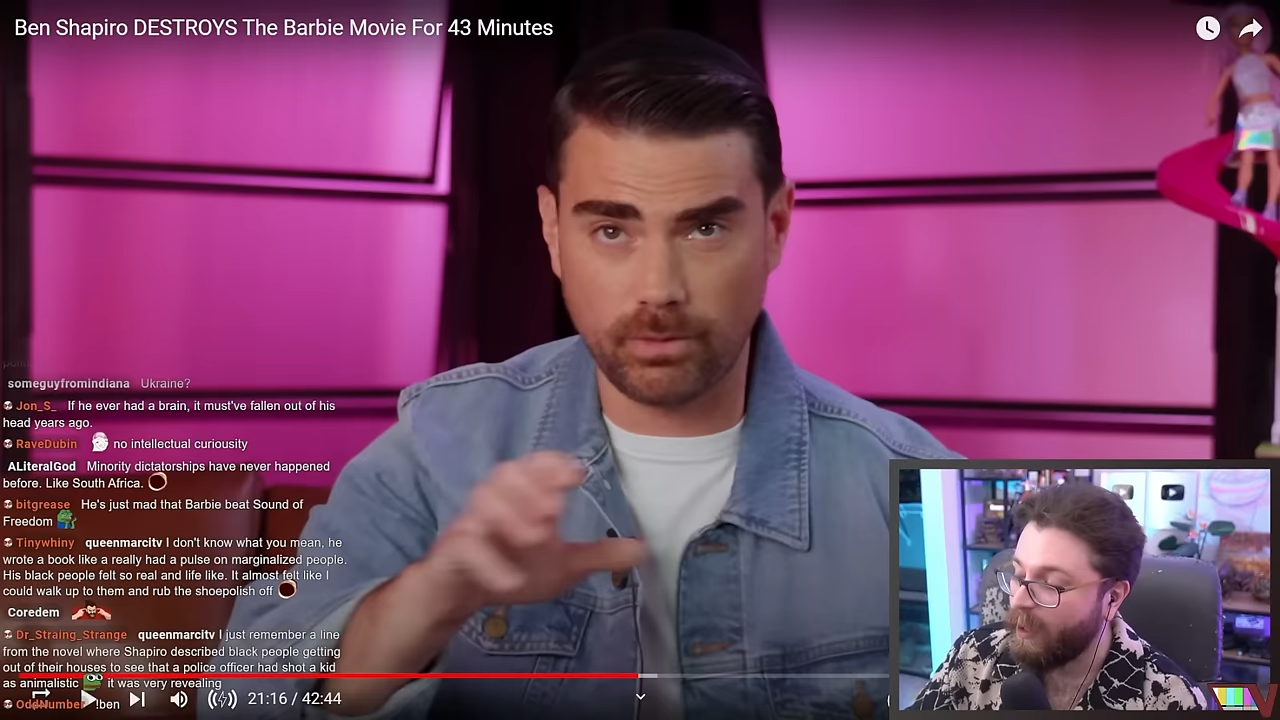 Ben Shapiro DESTROYS The Barbie Movie For 43 Minutes
someguyfromindiana Ukraine?
Jon_S_ If he ever had a brain, it must've fallen out of his
head years ago.
RaveDubin no intellectual curiousity
ALiteralGod Minority dictatorships have never happened
before. Like South Africa.
bitgrease He's just mad that Barbie beat Sound of
Freedom
Tinywhiny queenmarcitv I don't know what you mean, he
wrote a book like a really had a pulse on marginalized people.
His black people felt so real and life like. It almost felt like I
could walk up to them and rub the shoepolish off
Coredem
Dr_Straing_Strange queenmarcitv I just remember a line
from the novel where Shapiro described black people getting
out of their houses to see that a police officer had shot a kid
as animalistic it was very revealing
OddNumber !ben
21:16 / 42:44